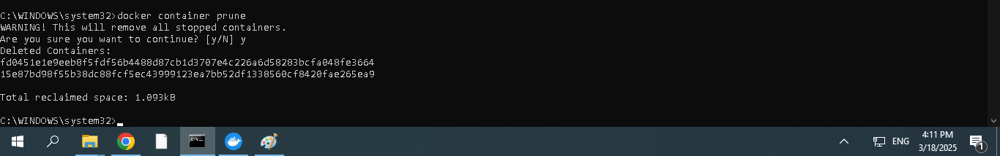 C:\WINDOWS\system32>docker container prune
WARNING! This will remove all stopped containers.
Are you sure you want to continue? [y/N] y
Deleted Containers:
fd0451e1e9eeb8f5fdf56b4488d87cb1d3707e4c226a6d58283bcfa048fe3664
15e87bd98f55b38dc88fcf5ec43999123ea7bb52df1338560cf8420fae265ea9
Total reclaimed space: 1.093kB
C:\WINDOWS\system32>
ENG
4:11 PM
3/18/2025
1